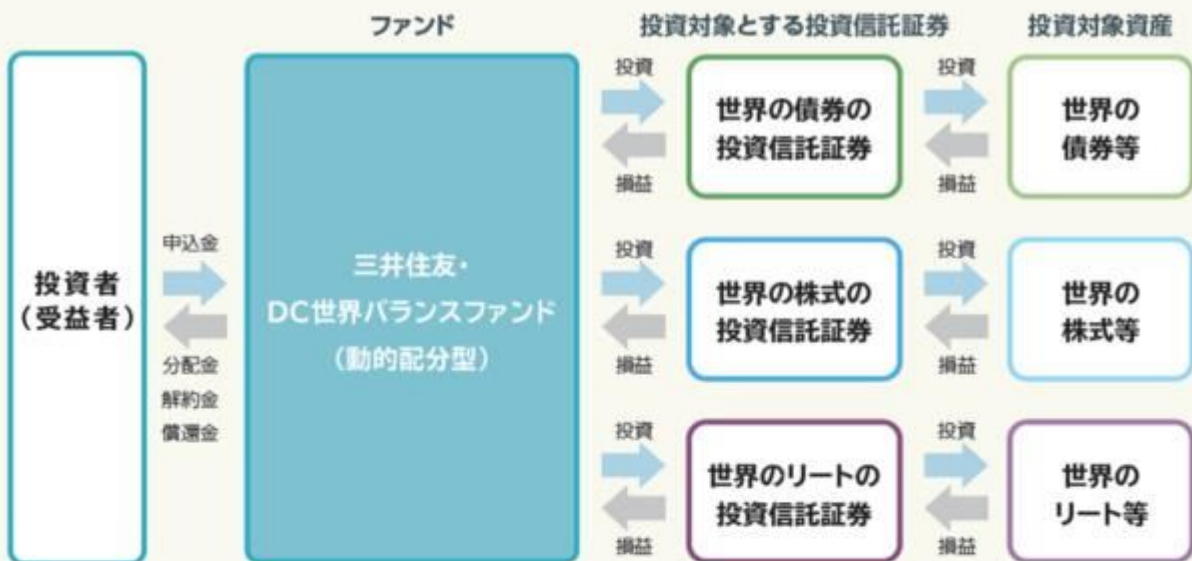 ファンド
投資対象とする投資信託証券
投資対象資産
投資者
(受益者)
申込金
分配金
解約金
償還金
三井住友・
DC世界バランスファンド
(動的配分型)
投資
損益
世界の債券の
投資信託証券
投資
損益
世界の
債券等
投資
損益
世界の株式の
投資信託証券
投資
損益
世界の
株式等
投資
損益
世界のリートの
投資信託証券
投資
損益
世界の
リート等